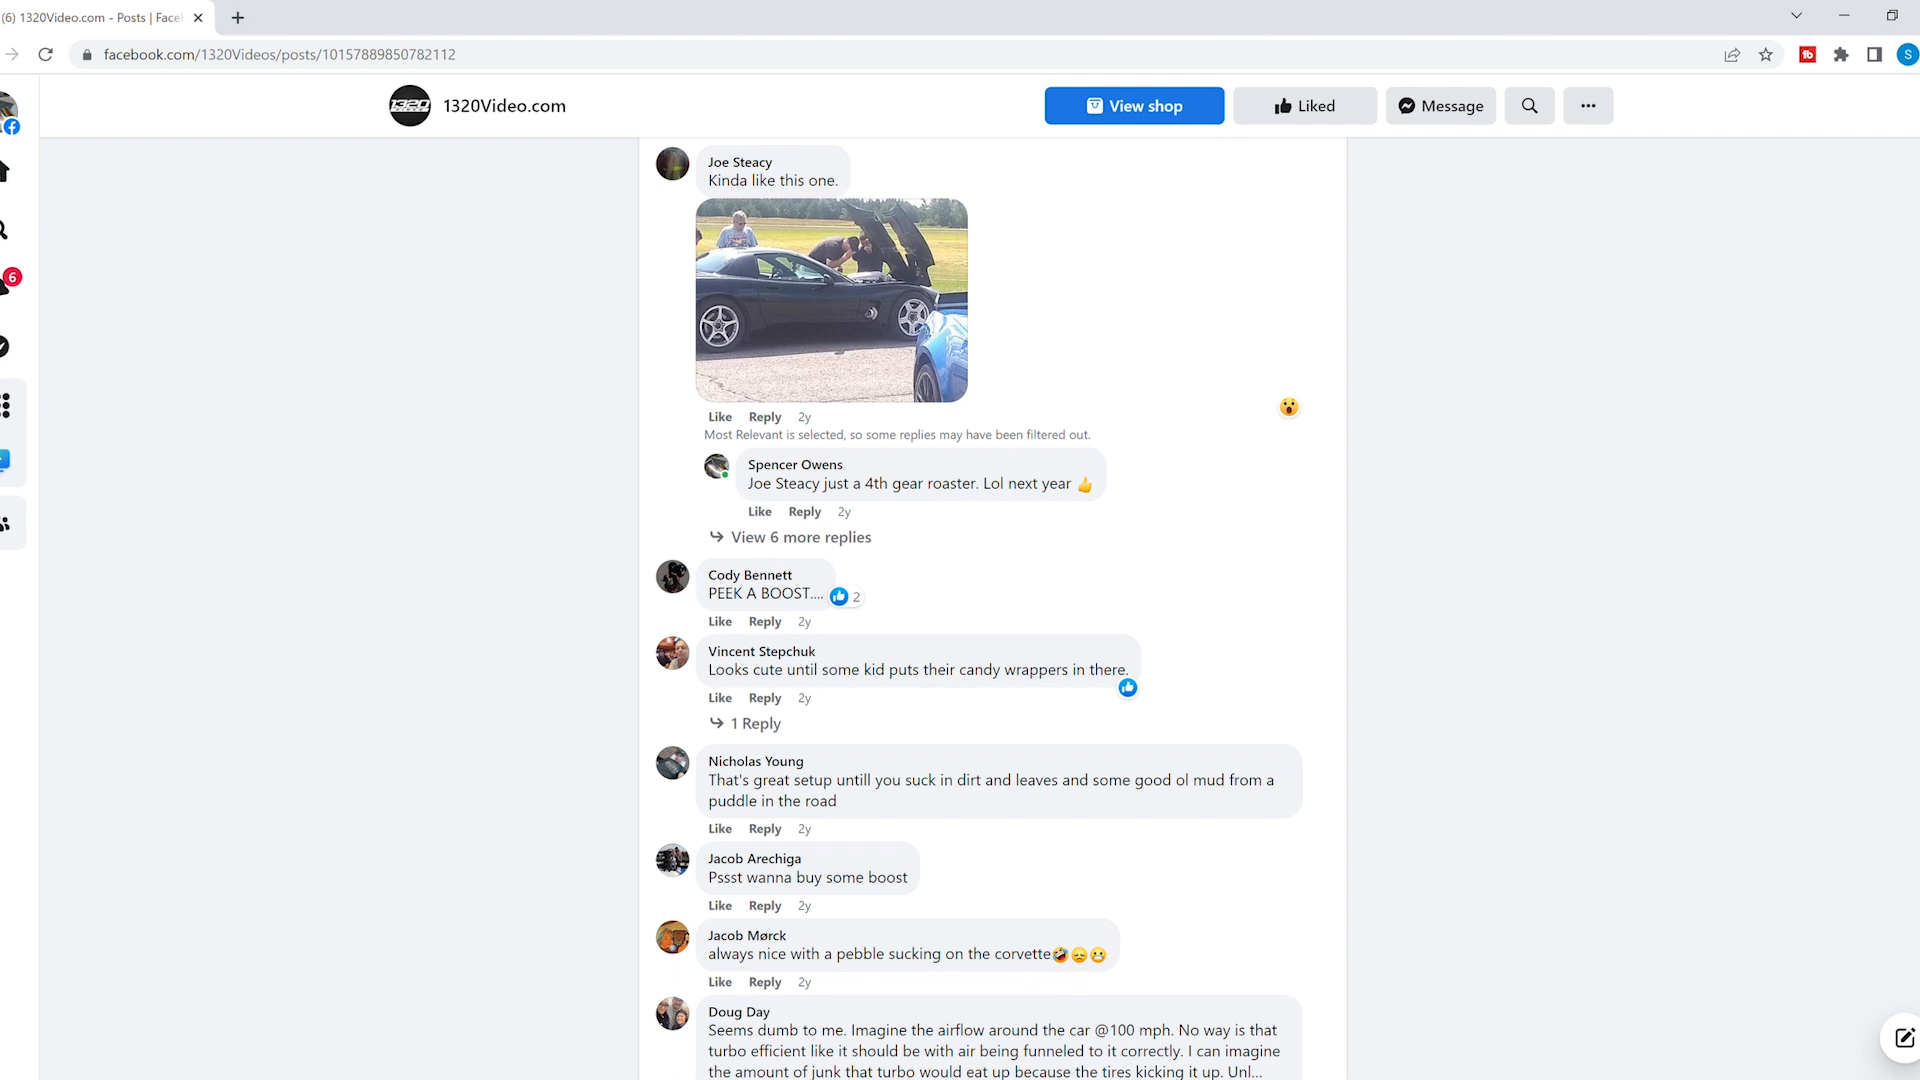 (6) 1320Video.com - Posts | Face
facebook.com/1320Videos/posts/10157889850782112
1320Video.com
View shop
Liked
Message
1320
6
S
Joe Steacy
Kinda like this one.
Like Reply 2y
Most Relevant is selected, so some replies may have been filtered out.
Spencer Owens
Joe Steacy just a 4th gear roaster. Lol next year 👍
Like Reply 2y
View 6 more replies
Cody Bennett
PEEK A BOOST....
2
Like Reply 2y
Vincent Stepchuk
Looks cute until some kid puts their candy wrappers in there.
Like Reply 2y
1 Reply
Nicholas Young
That's great setup untill you suck in dirt and leaves and some good ol mud from a
puddle in the road
Like Reply 2y
Jacob Arechiga
Pssst wanna buy some boost
Like Reply 2y
Jacob Mørck
always nice with a pebble sucking on the corvette🤣😞😬
Like Reply 2y
Doug Day
Seems dumb to me. Imagine the airflow around the car @100 mph. No way is that
turbo efficient like it should be with air being funneled to it correctly. I can imagine
the amount of junk that turbo would eat up because the tires kicking it up. Unl...